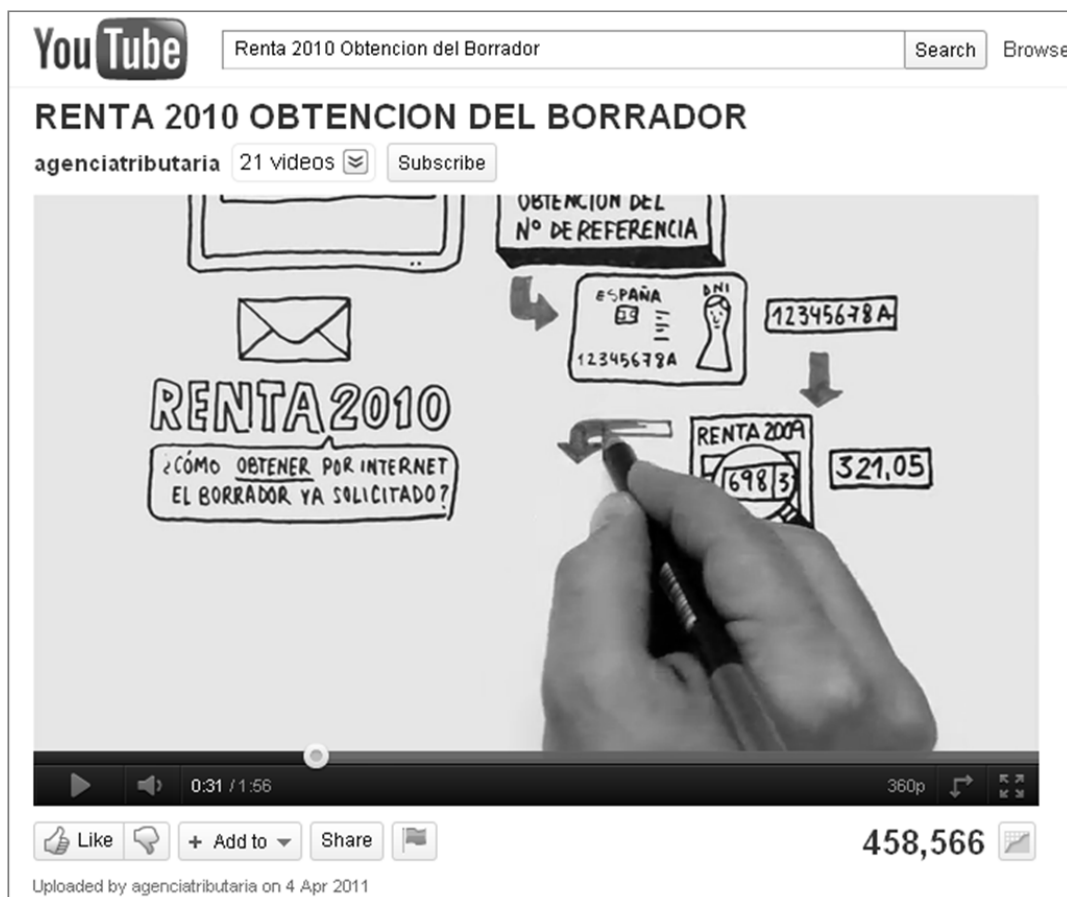 YouTube
Renta 2010 Obtencion del Borrador
Search
Browse
RENTA 2010 OBTENCION DEL BORRADOR
agenciatributaria
21 videos
Subscribe
OBTENCIÓN DEL
Nº DE REFERENCIA
ESPAÑA
DNI
12345678A
12345678A
RENTA 2010
¿CÓMO OBTENER POR INTERNET
EL BORRADOR YA SOLICITADO?
RENTA 2009
698
3
321,05
0:31 / 1:56
360p
Like
+ Add to
Share
458,566
Uploaded by agenciatributaria on 4 Apr 2011